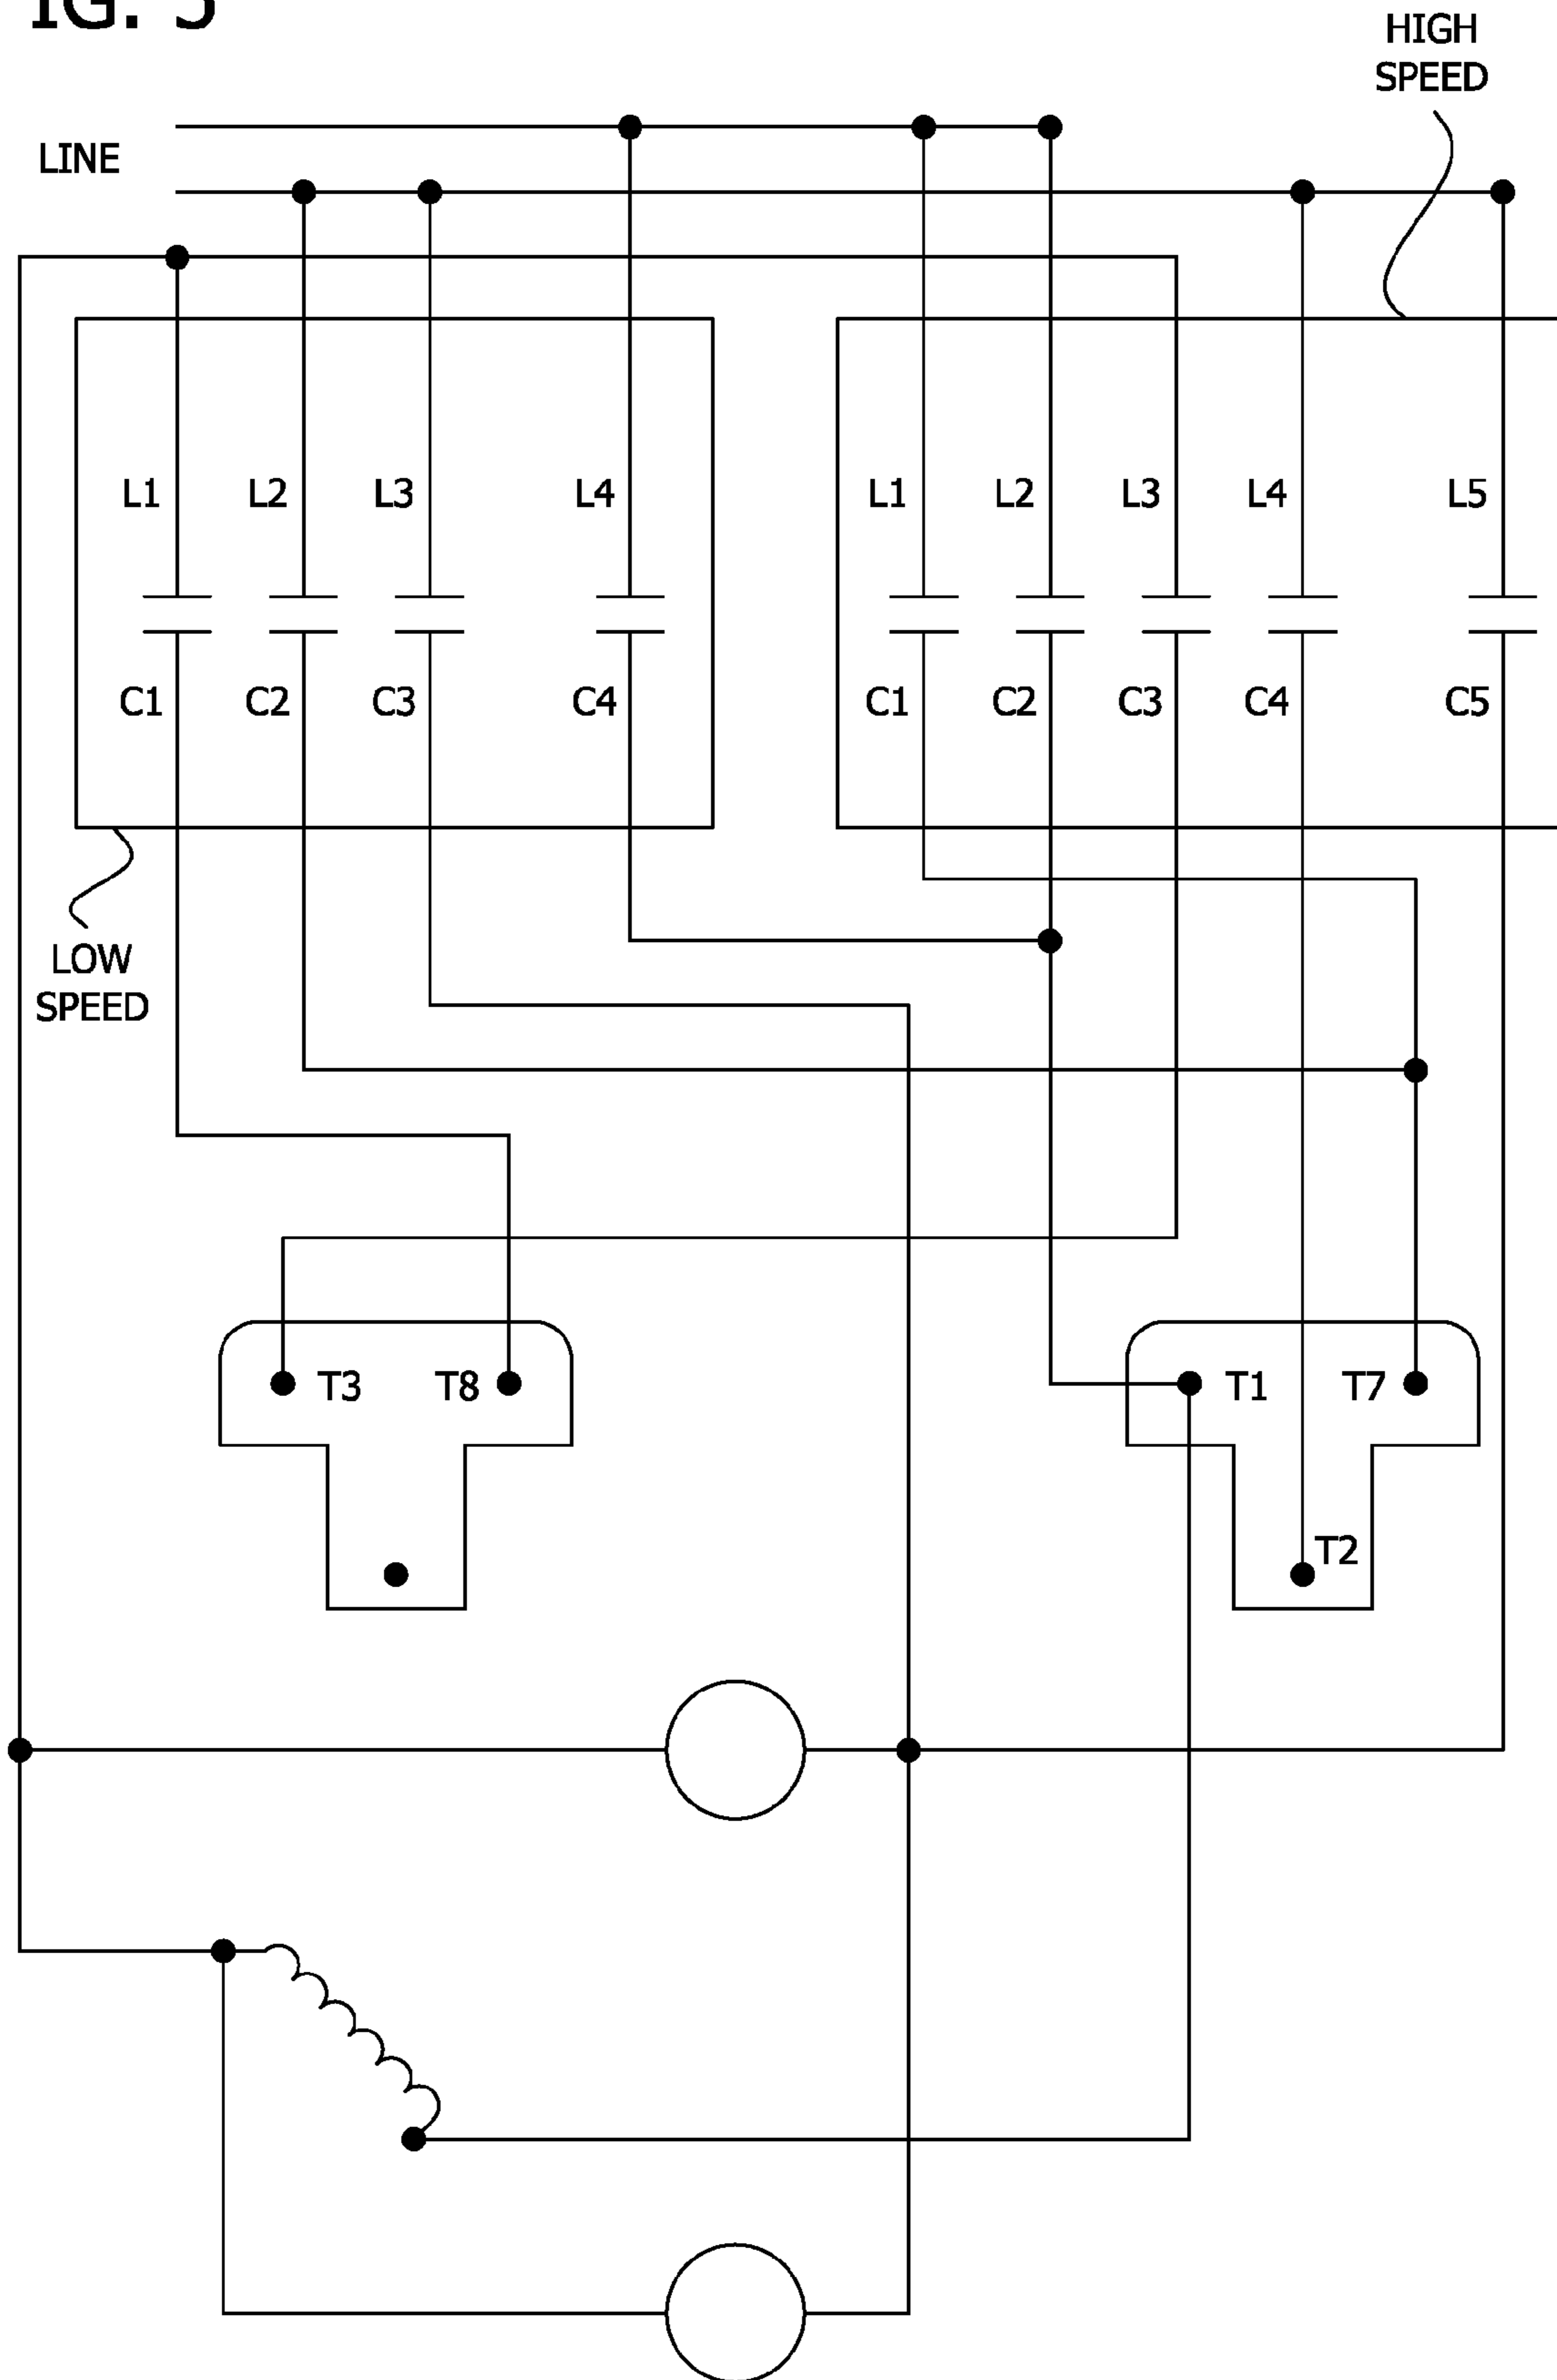 FIG. 5
HIGH
SPEED
LINE
L1 L2 L3 L4 L1 L2 L3 L4 L5
C1 C2 C3 C4 C1 C2 C3 C4 C5
LOW
SPEED
T3 T8 T1 T7
T2